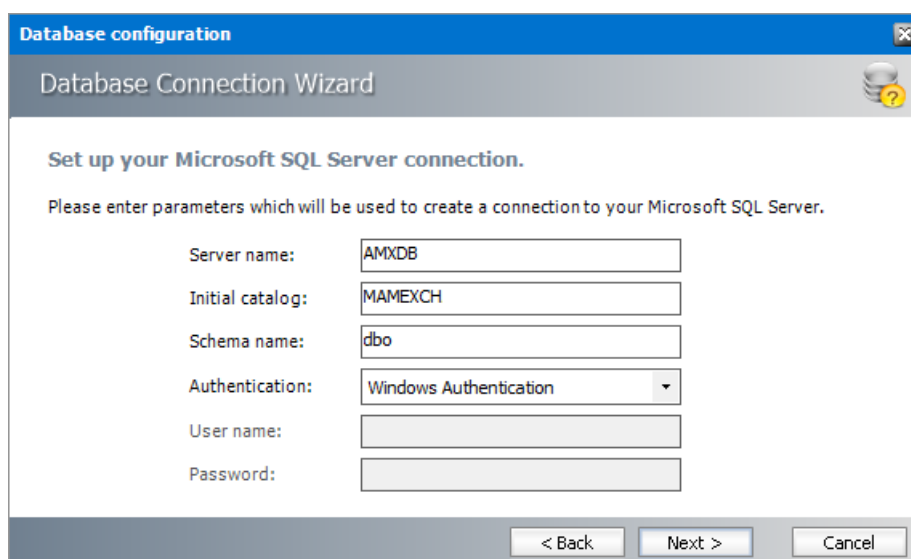 Database configuration
Database Connection Wizard
Set up your Microsoft SQL Server connection.
Please enter parameters which will be used to create a connection to your Microsoft SQL Server.
Server name: AMXDB
Initial catalog: MAMEXCH
Schema name: dbo
Authentication: Windows Authentication
User name:
Password:
< Back Next > Cancel